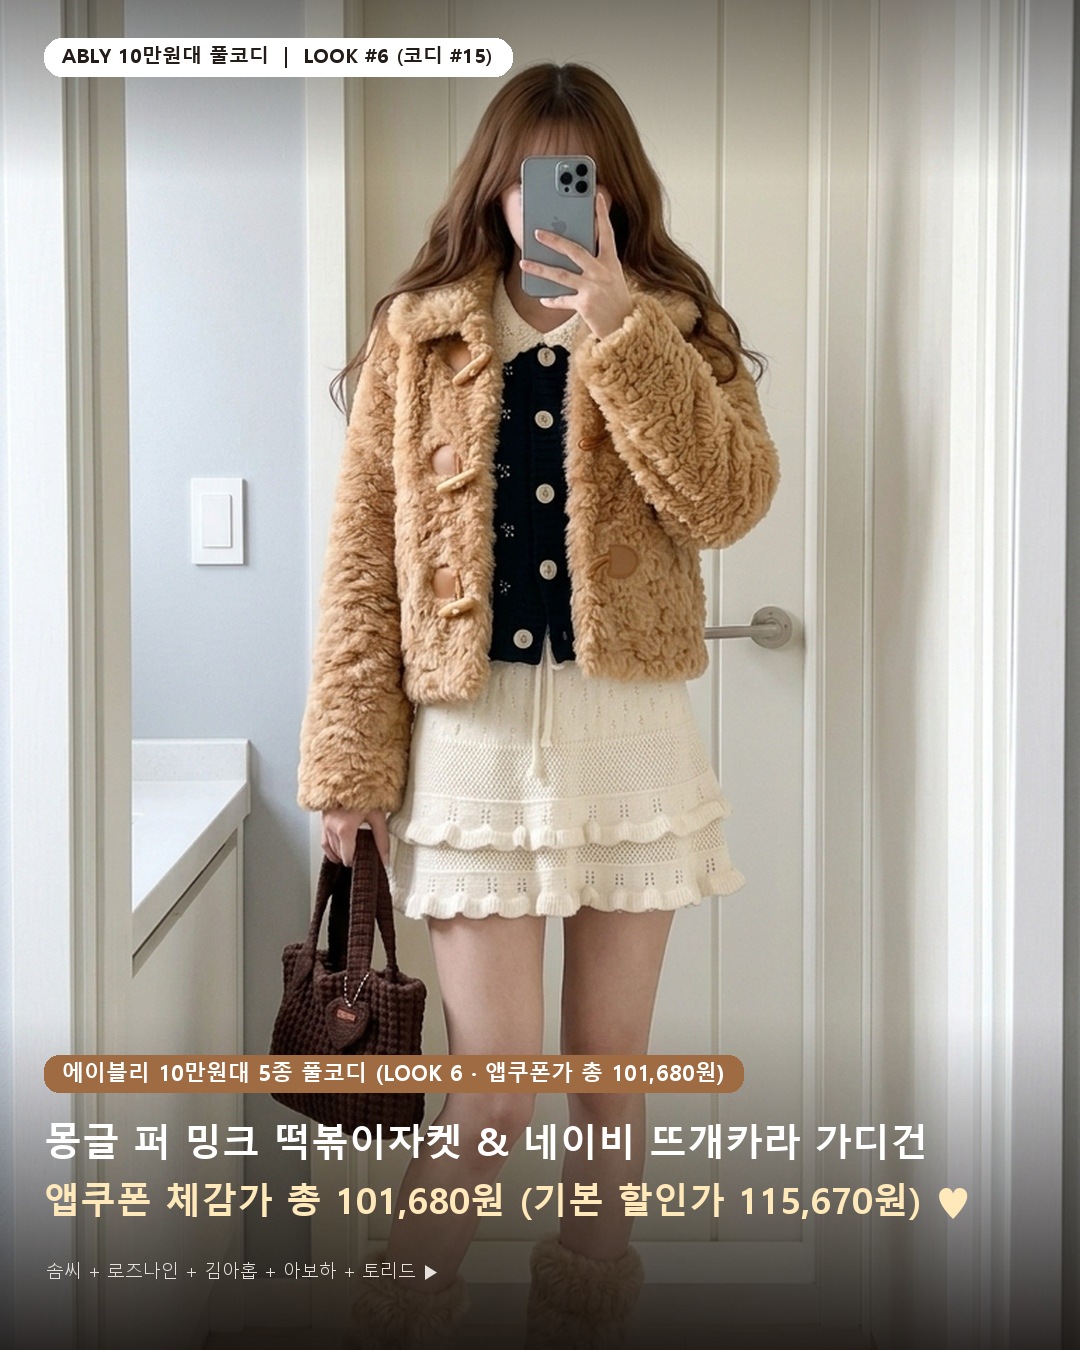 ABLY 10만원대 풀코디 | LOOK #6 (코디 #15)
에이블리 10만원대 5종 풀코디 (LOOK 6 · 앱쿠폰가 총 101,680원)
몽글 퍼 밍크 떡볶이자켓 & 네이비 뜨개카라 가디건
앱쿠폰 체감가 총 101,680원 (기본 할인가 115,670원) ♥
솜씨 + 로즈나인 + 김아홉 + 아보하 + 토리드 ▶